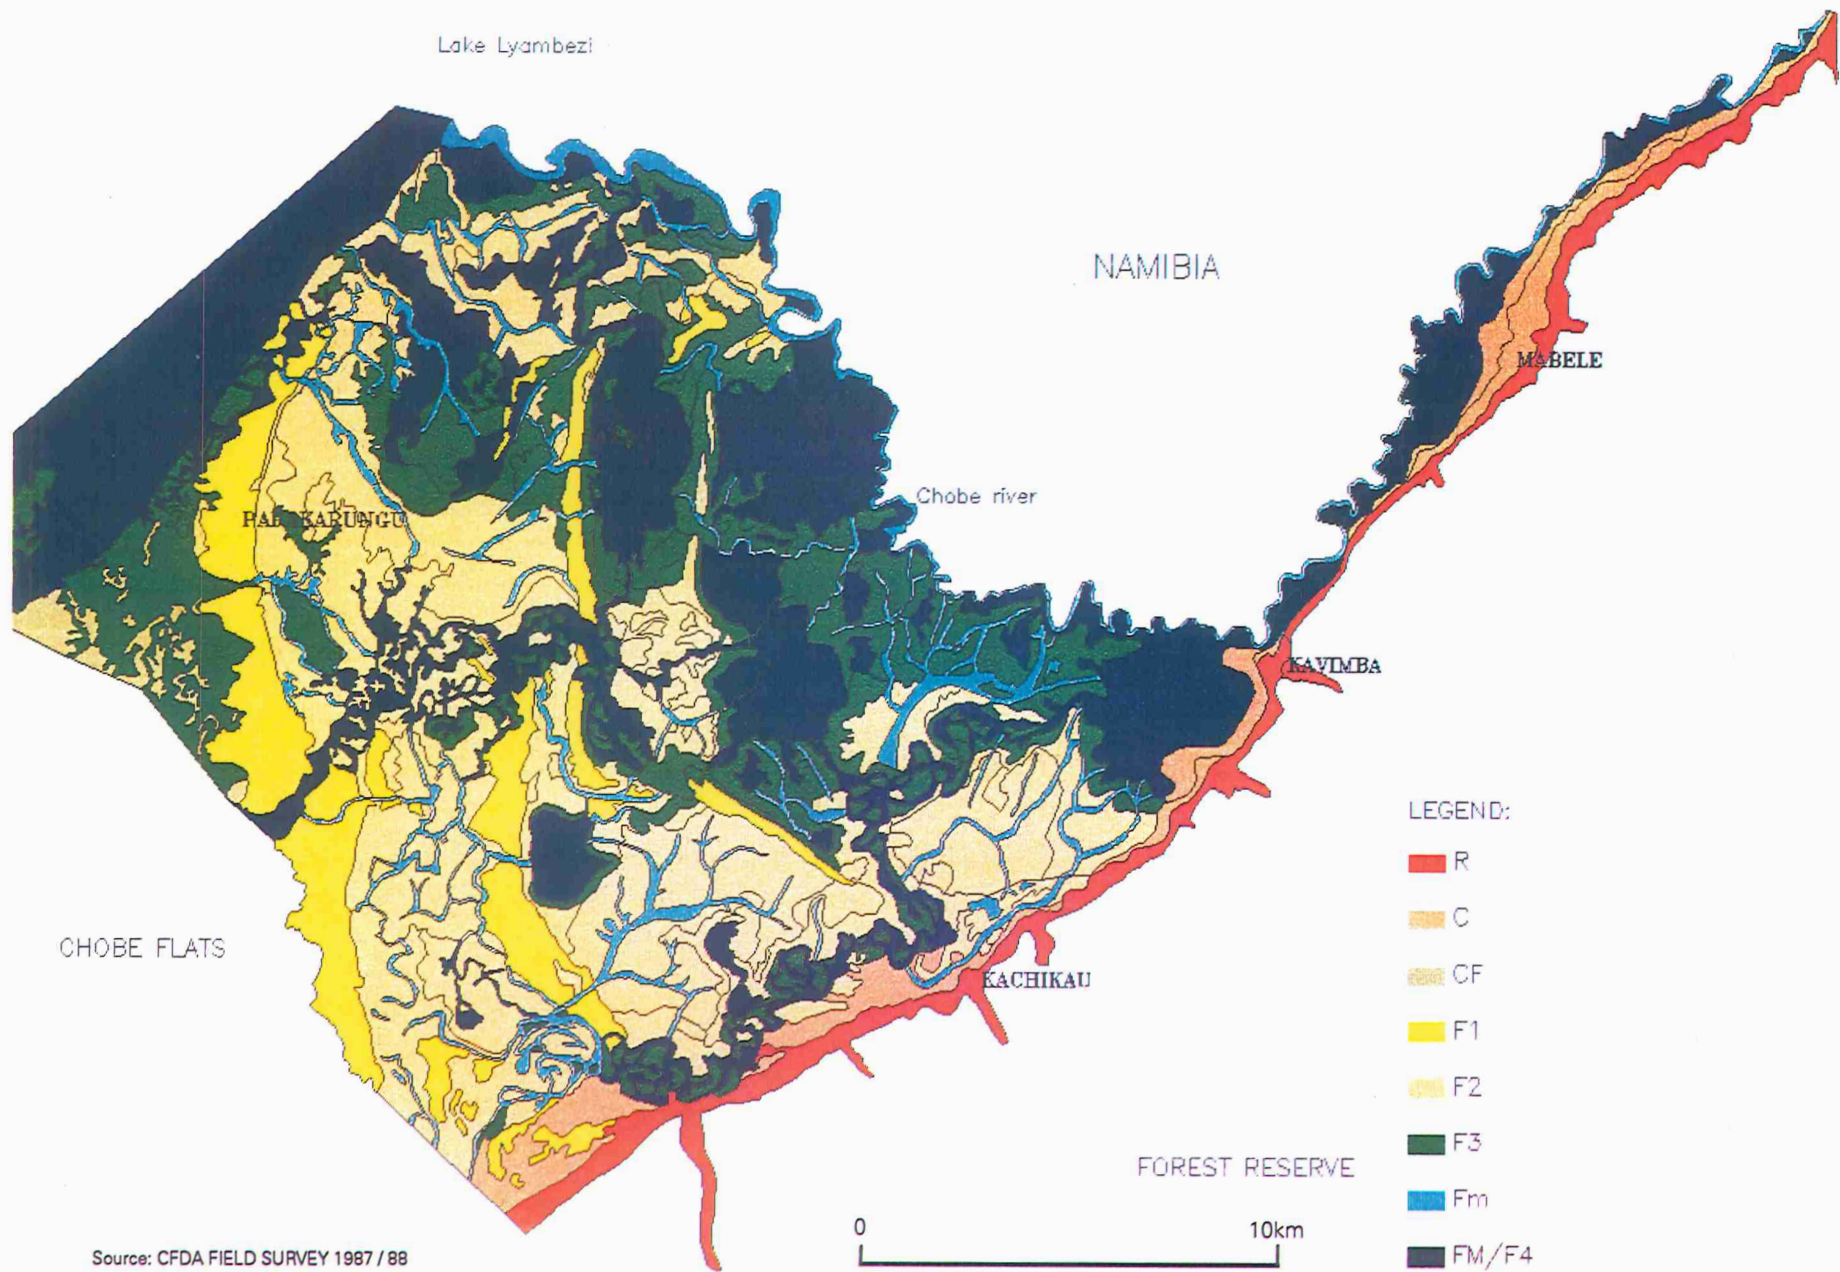 Lake Lyambezi
NAMIBIA
MABELE
Chobe river
KARUNGU
KAVIMBA
LEGEND:
R
C
CHOBE FLATS
KACHIKAU
CF
F1
F2
F3
FOREST RESERVE
Fm
0 10km
FM/F4
Source: CFDA FIELD SURVEY 1987 / 88